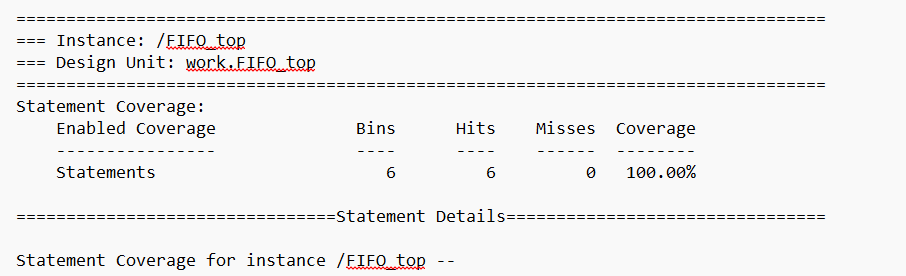 =================================================================================
=== Instance: /FIFO_top
=== Design Unit: work.FIFO_top
=================================================================================
Statement Coverage:
    Enabled Coverage              Bins      Hits    Misses  Coverage
    ----------------              ----      ----    ------  --------
    Statements                       6         6         0   100.00%

================================Statement Details================================

Statement Coverage for instance /FIFO_top --